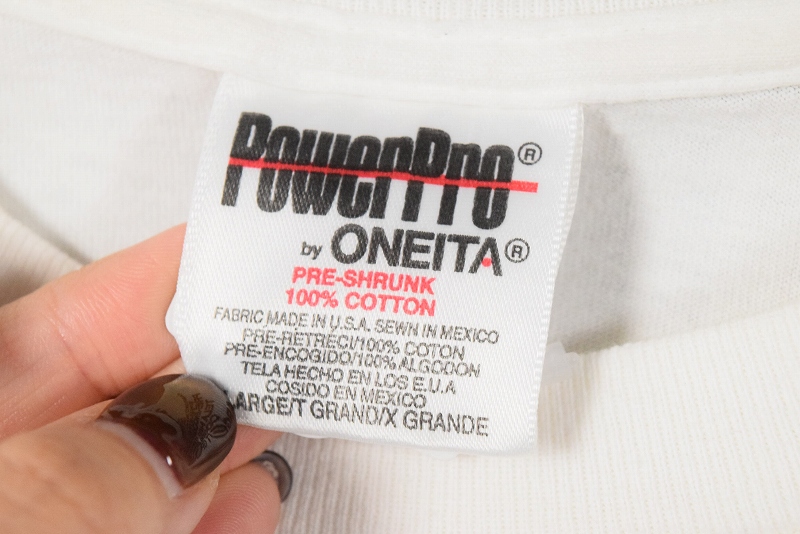 PowerPro®
by ONEITA®
PRE-SHRUNK
100% COTTON
FABRIC MADE IN U.S.A. SEWN IN MEXICO
PRE-RETRECI/100% COTON
PRE-ENCOGIDO/100% ALGODON
TELA HECHO EN LOS E.U.A
COSIDO EN MEXICO
ARGE/T GRAND/X GRANDE